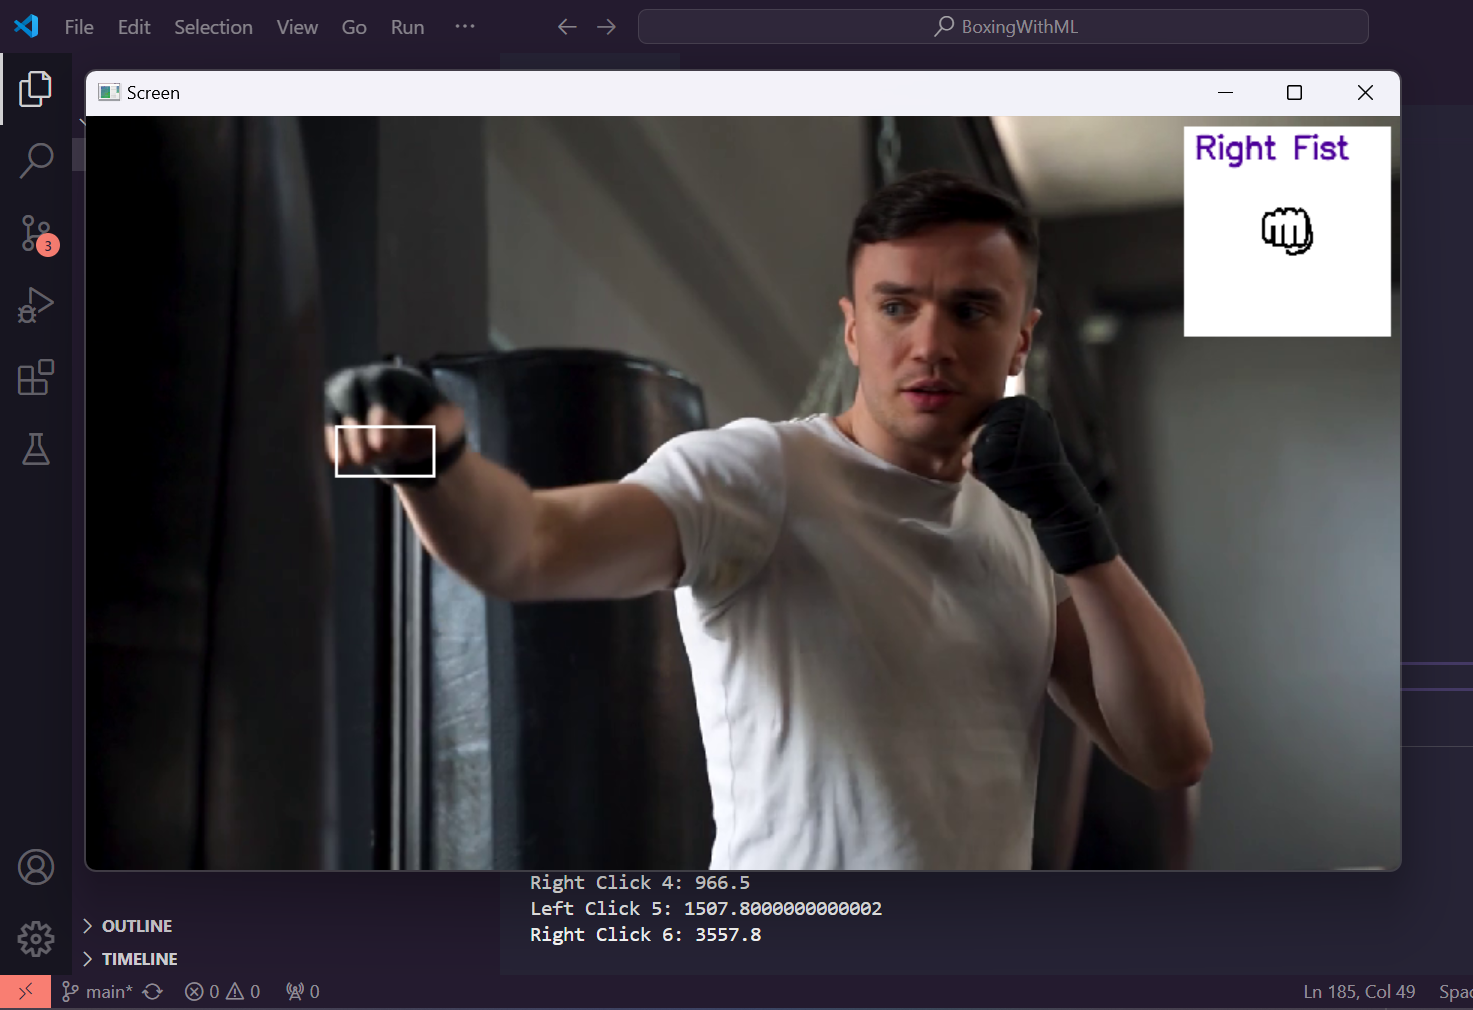 File Edit Selection View Go Run ··· BoxingWithML
Screen
Right Fist
3
Right Click 4: 966.5
Left Click 5: 1507.8000000000002
Right Click 6: 3557.8
OUTLINE
TIMELINE
main* 0 0 0 Ln 185, Col 49 Spac